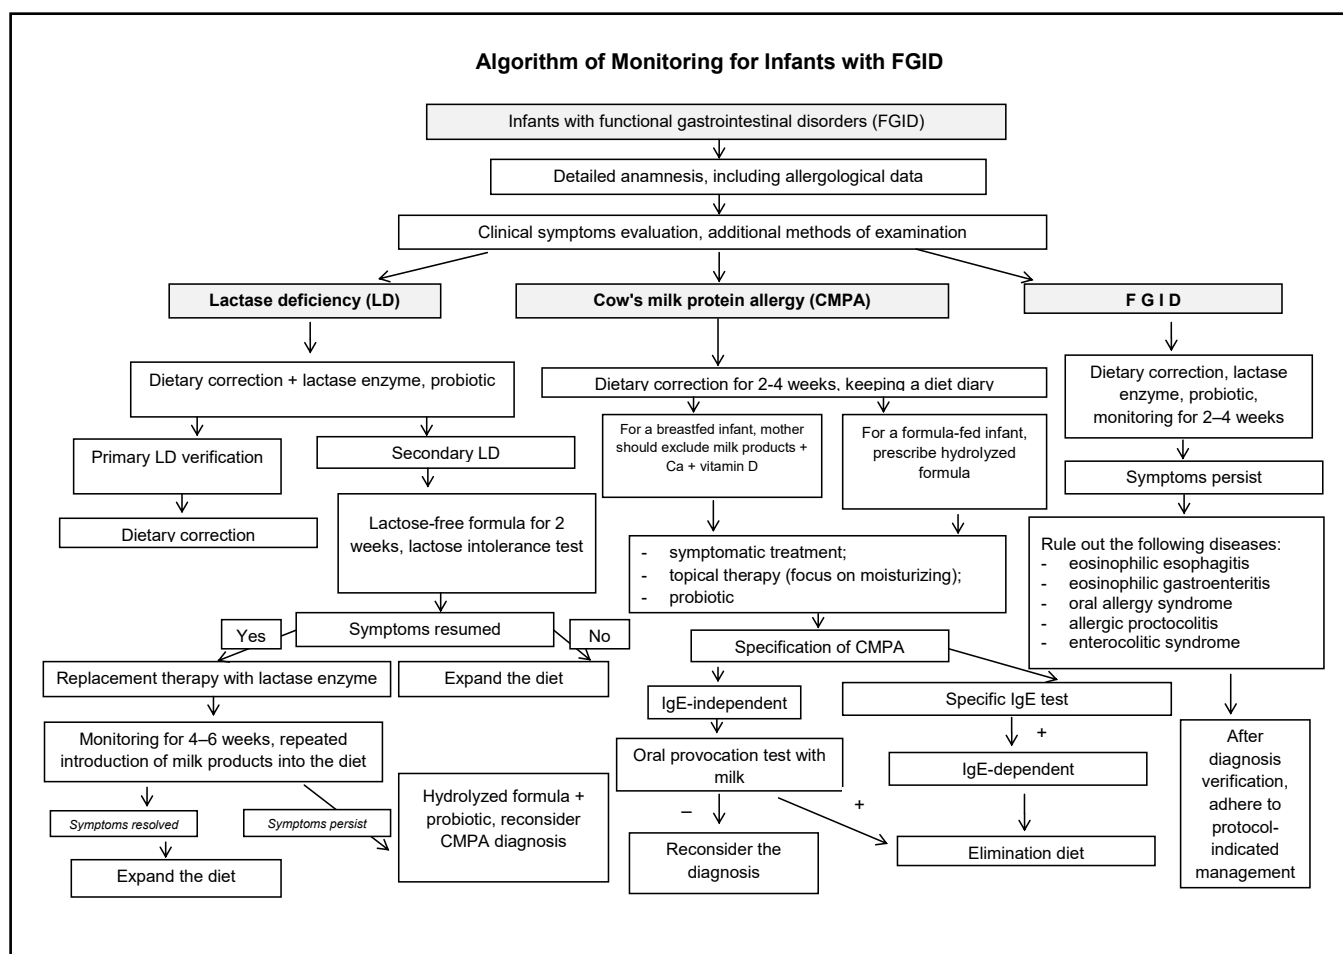 Algorithm of Monitoring for Infants with FGID
Infants with functional gastrointestinal disorders (FGID)
Detailed anamnesis, including allergological data
Clinical symptoms evaluation, additional methods of examination
Lactase deficiency (LD)
Dietary correction + lactase enzyme, probiotic
Primary LD verification
Dietary correction
Secondary LD
Lactose-free formula for 2
weeks, lactose intolerance test
Symptoms resumed
Yes
No
Replacement therapy with lactase enzyme
Expand the diet
Monitoring for 4–6 weeks, repeated
introduction of milk products into the diet
Symptoms resolved
Symptoms persist
Expand the diet
Hydrolyzed formula +
probiotic, reconsider
CMPA diagnosis
Cow's milk protein allergy (CMPA)
Dietary correction for 2-4 weeks, keeping a diet diary
For a breastfed infant, mother
should exclude milk products +
Ca + vitamin D
For a formula-fed infant,
prescribe hydrolyzed
formula
- symptomatic treatment;
- topical therapy (focus on moisturizing);
- probiotic
Specification of CMPA
IgE-independent
Specific IgE test
+
Oral provocation test with
milk
IgE-dependent
–
+
Reconsider the
diagnosis
Elimination diet
F G I D
Dietary correction, lactase
enzyme, probiotic,
monitoring for 2–4 weeks
Symptoms persist
Rule out the following diseases:
- eosinophilic esophagitis
- eosinophilic gastroenteritis
- oral allergy syndrome
- allergic proctocolitis
- enterocolitic syndrome
After
diagnosis
verification,
adhere to
protocol-
indicated
management